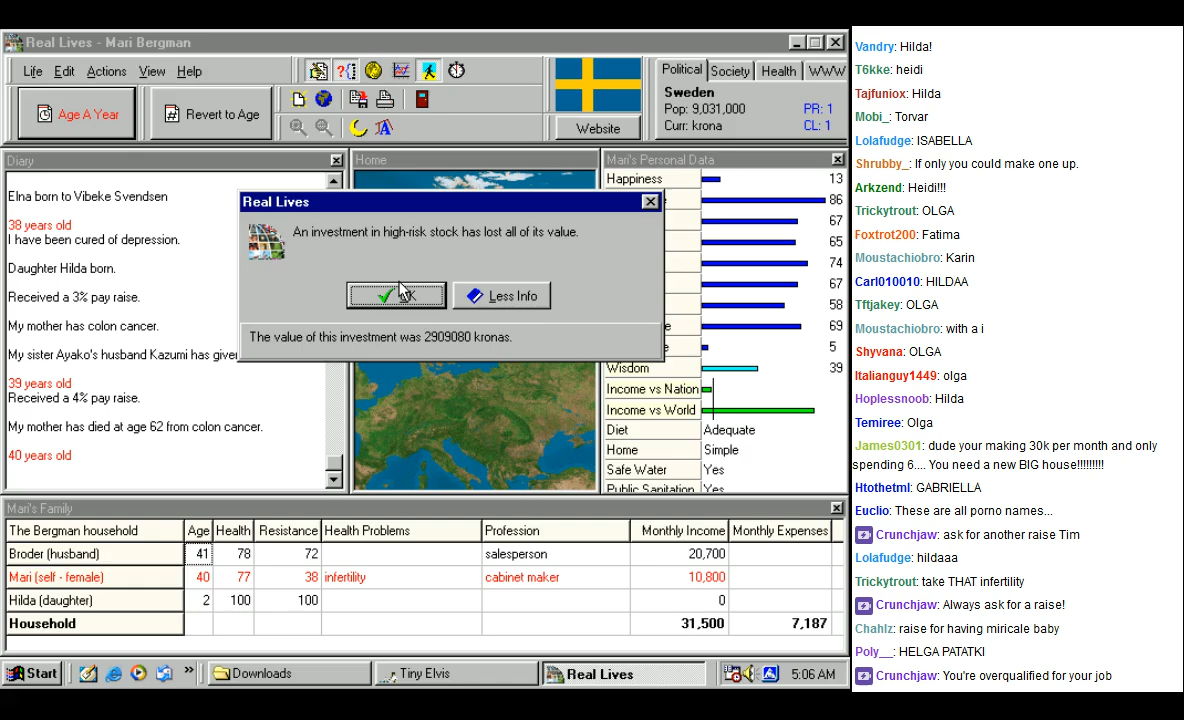 Real Lives - Mari Bergman
Life Edit Actions View Help
Age A Year
Revert to Age
Website
Political Society Health WWW
Sweden
Pop: 9,031,000 PR: 1
Curr: krona CL: 1
Diary
Elna born to Vibeke Svendsen
38 years old
I have been cured of depression.
Daughter Hilda born.
Received a 3% pay raise.
My mother has colon cancer.
My sister Ayako's husband Kazumi has given
39 years old
Received a 4% pay raise.
My mother has died at age 62 from colon cancer.
40 years old
Home
Real Lives
An investment in high-risk stock has lost all of its value.
OK
Less Info
The value of this investment was 2909080 kronas.
Mari's Personal Data
Happiness 13
86
67
65
74
67
58
69
5
Wisdom 39
Income vs Nation
Income vs World
Diet Adequate
Home Simple
Safe Water Yes
Public Sanitation Yes
Mari's Family
The Bergman household Age Health Resistance Health Problems Profession Monthly Income Monthly Expenses
Broder (husband) 41 78 72 salesperson 20,700
Mari (self - female) 40 77 38 infertility cabinet maker 10,800
Hilda (daughter) 2 100 100 0
Household 31,500 7,187
Start
»
Downloads
Tiny Elvis
Real Lives
5:06 AM
Vandry: Hilda!
T6kke: heidi
Tajfuniox: Hilda
Mobi_: Torvar
Lolafudge: ISABELLA
Shrubby_: If only you could make one up.
Arkzend: Heidi!!!
Trickytrout: OLGA
Foxtrot200: Fatima
Moustachiobro: Karin
Carl010010: HILDAA
Tftjakey: OLGA
Moustachiobro: with a i
Shyvana: OLGA
Italianguy1449: olga
Hoplessnoob: Hilda
Temiree: Olga
James0301: dude your making 30k per month and only
spending 6.... You need a new BIG house!!!!!!!!!
Htothetml: GABRIELLA
Euclio: These are all porno names...
Crunchjaw: ask for another raise Tim
Lolafudge: hildaaa
Trickytrout: take THAT infertility
Crunchjaw: Always ask for a raise!
Chahlz: raise for having miricale baby
Poly__: HELGA PATATKI
Crunchjaw: You're overqualified for your job